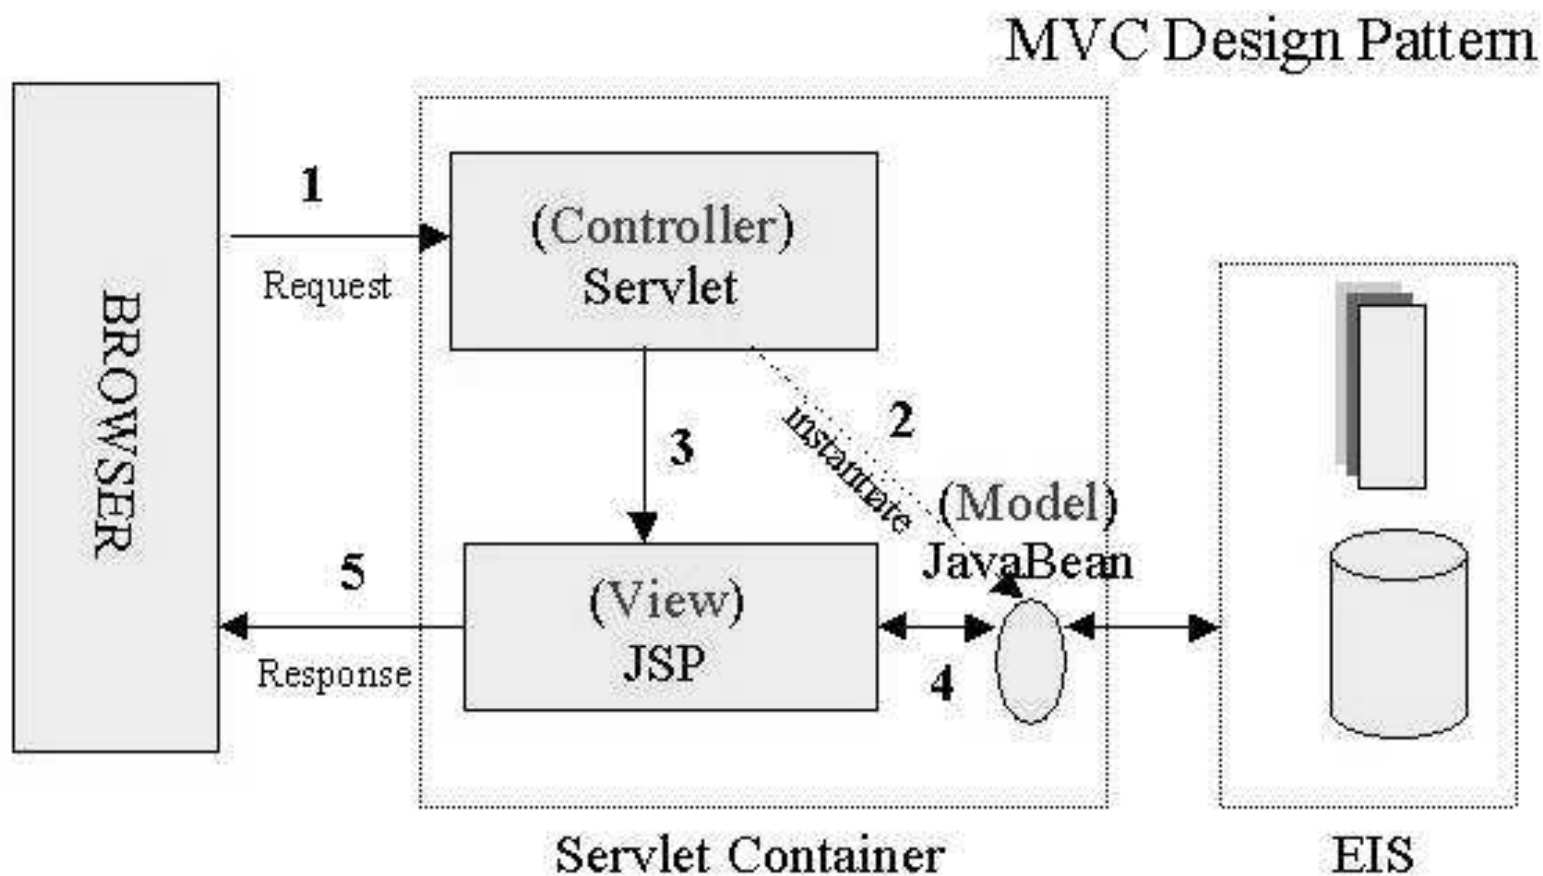 MVC Design Pattern
BROWSER
1
Request
(Controller)
Servlet
2
instantiate
3
(Model)
JavaBean
(View)
JSP
4
5
Response
Servlet Container
EIS